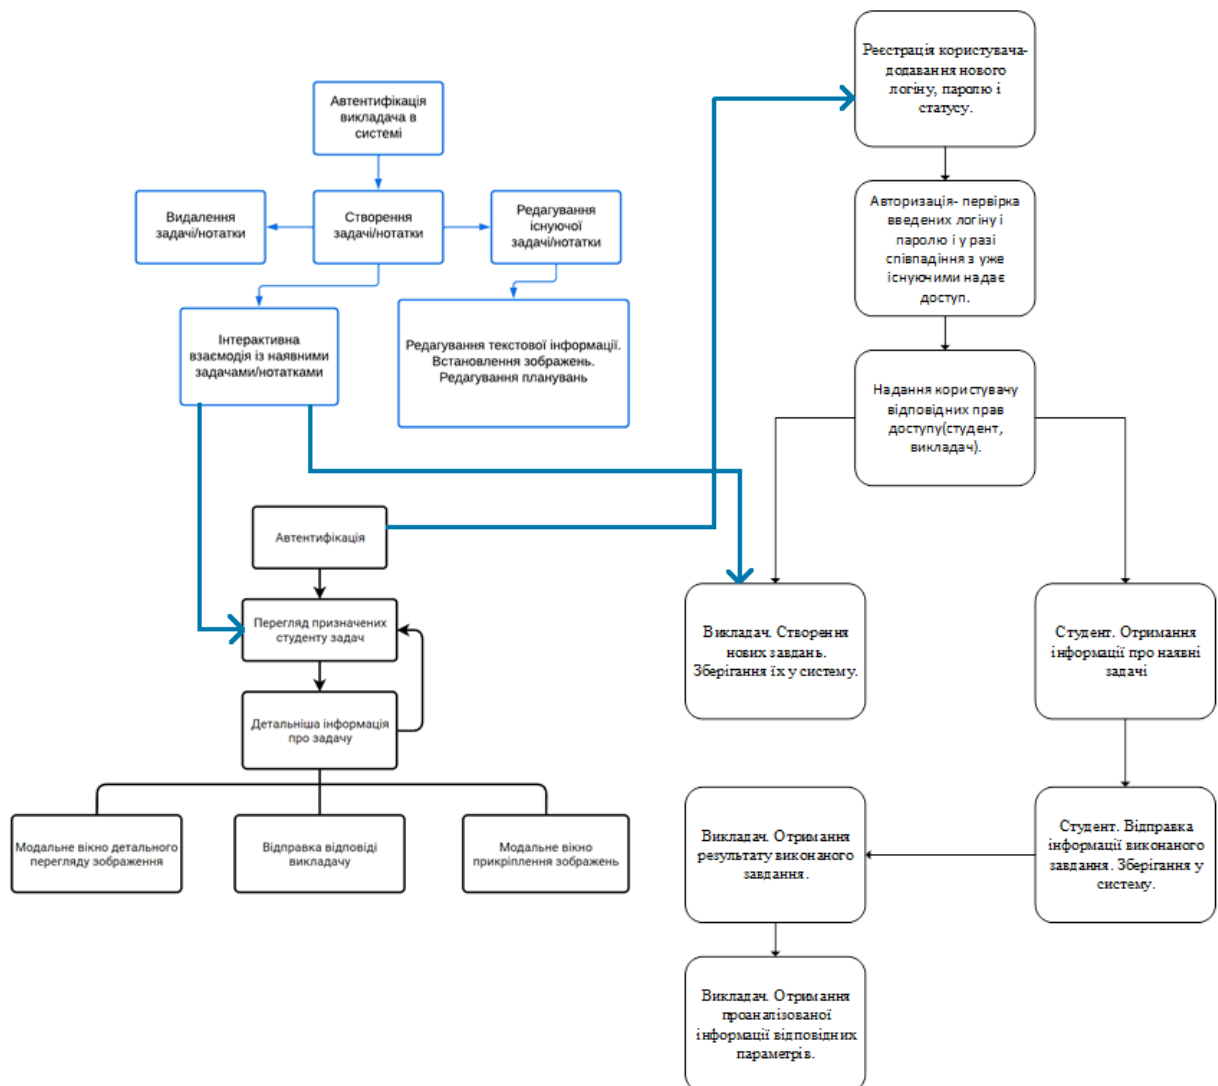 Реєстрація користувача-
додавання нового
логіну, паролю і
статусу.
Автентифікація
викладача в
системі
Видалення
задачі/нотатки
Створення
задачі/нотатки
Редагування
існуючої
задачі/нотатки
Авторизація- первірка
введених логіну і
паролю і у разі
співпадіння з уже
існуючими надає
доступ.
Інтерактивна
взаємодія із наявними
задачами/нотатками
Редагування текстової інформації.
Встановлення зображень.
Редагування планувань
Надання користувачу
відповідних прав
доступу(студент,
викладач).
Автентифікація
Перегляд призначених
студенту задач
Детальніша інформація
про задачу
Модальне вікно детального
перегляду зображення
Відправка відповіді
викладачу
Модальне вікно
прикріплення зображень
Викладач. Створення
нових завдань.
Зберігання їх у систему.
Студент. Отримання
інформації про наявні
задачі
Викладач. Отримання
результату виконаного
завдання.
Студент. Відправка
інформації виконаного
завдання. Зберігання у
систему.
Викладач. Отримання
проаналізованої
інформації відповідних
параметрів.